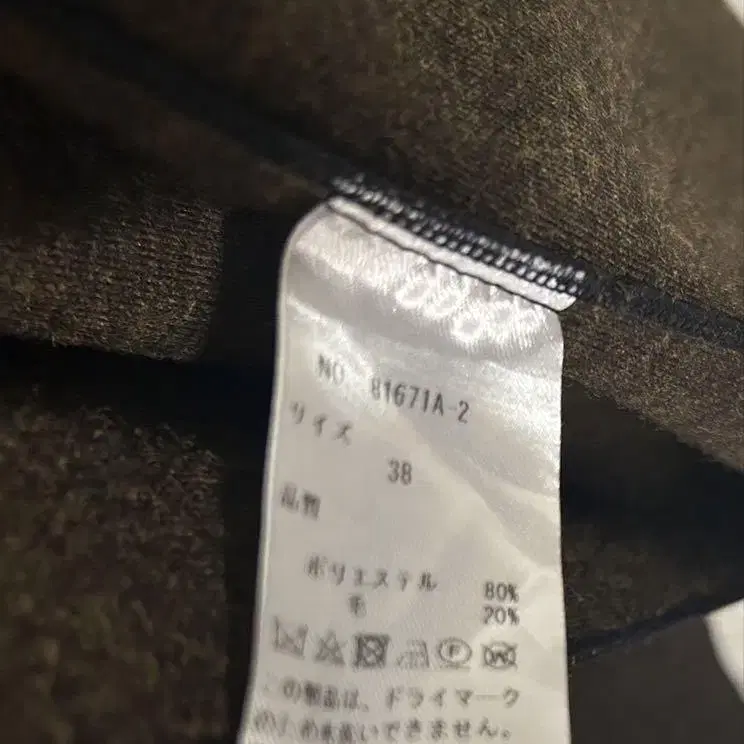 NO. 81671A-2
サイズ
38
品質
ポリエステル 80%
毛 20%
F W
この製品は、ドライマーク
のため水洗いできません。